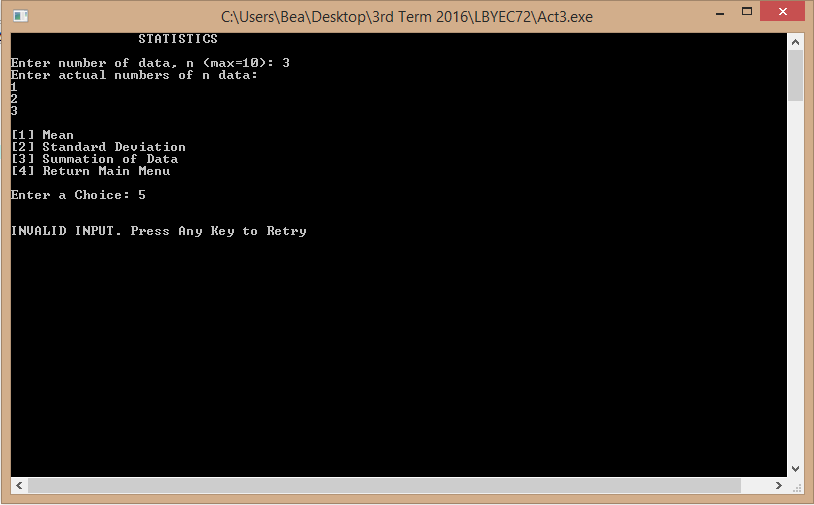 C:\Users\Bea\Desktop\3rd Term 2016\LBYEC72\Act3.exe
STATISTICS
Enter number of data, n (max=10): 3
Enter actual numbers of n data:
1
2
3
[1] Mean
[2] Standard Deviation
[3] Summation of Data
[4] Return Main Menu
Enter a Choice: 5
INVALID INPUT. Press Any Key to Retry